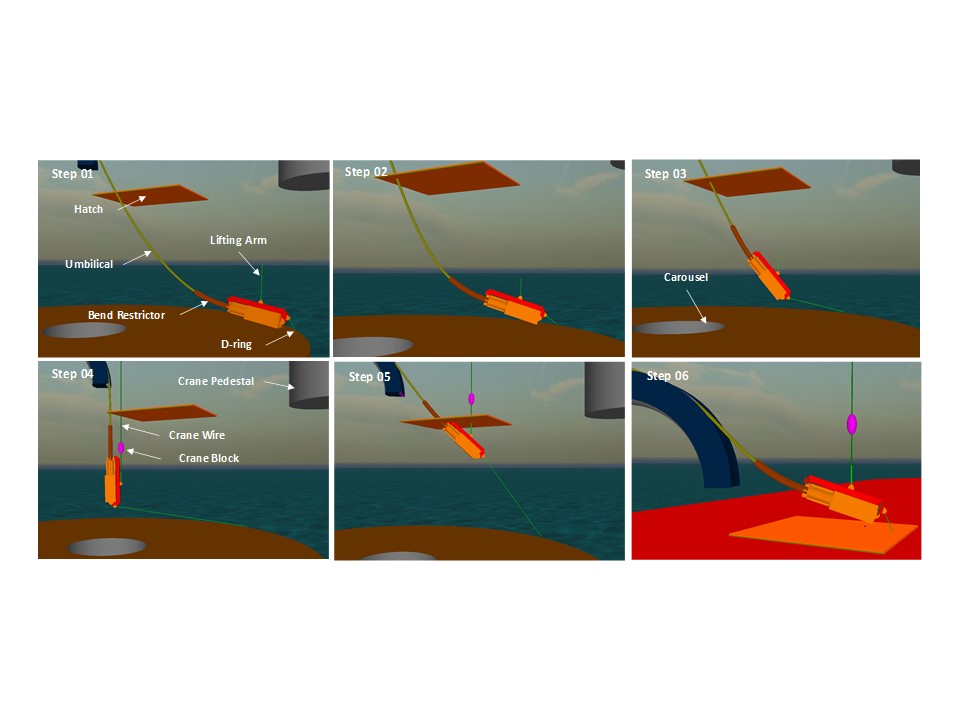 Step 01
Hatch
Lifting Arm
Umbilical
Bend Restrictor
D-ring
Step 02
Step 03
Carousel
Step 04
Crane Pedestal
Crane Wire
Crane Block
Step 05
Step 06